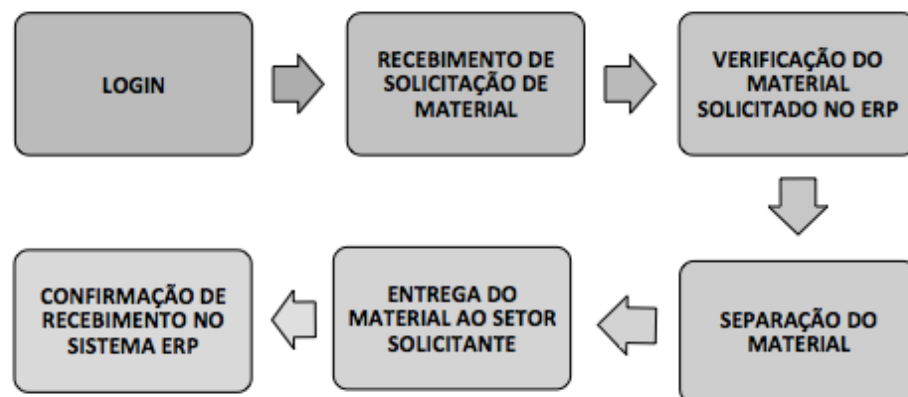 LOGIN
RECEBIMENTO DE
SOLICITAÇÃO DE
MATERIAL
VERIFICAÇÃO DO
MATERIAL
SOLICITADO NO ERP
SEPARAÇÃO DO
MATERIAL
ENTREGA DO
MATERIAL AO SETOR
SOLICITANTE
CONFIRMAÇÃO DE
RECEBIMENTO NO
SISTEMA ERP